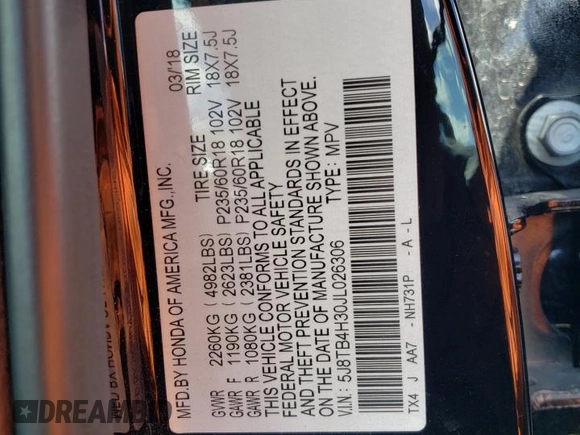 MFD.BY HONDA OF AMERICA MFG.,INC. 03/'18
TIRE SIZE RIM SIZE
GVWR 2260KG ( 4982LBS)
GAWR F 1190KG ( 2623LBS) P235/60R18 102V 18X7.5J
GAWR R 1080KG ( 2381LBS) P235/60R18 102V 18X7.5J
THIS VEHICLE CONFORMS TO ALL APPLICABLE
FEDERAL MOTOR VEHICLE SAFETY
AND THEFT PREVENTION STANDARDS IN EFFECT
ON THE DATE OF MANUFACTURE SHOWN ABOVE.
V.I.N.: 5J8TB4H30JL026306 TYPE: MPV
TX4 J AA7 - NH731P - A - L
RIDERBID